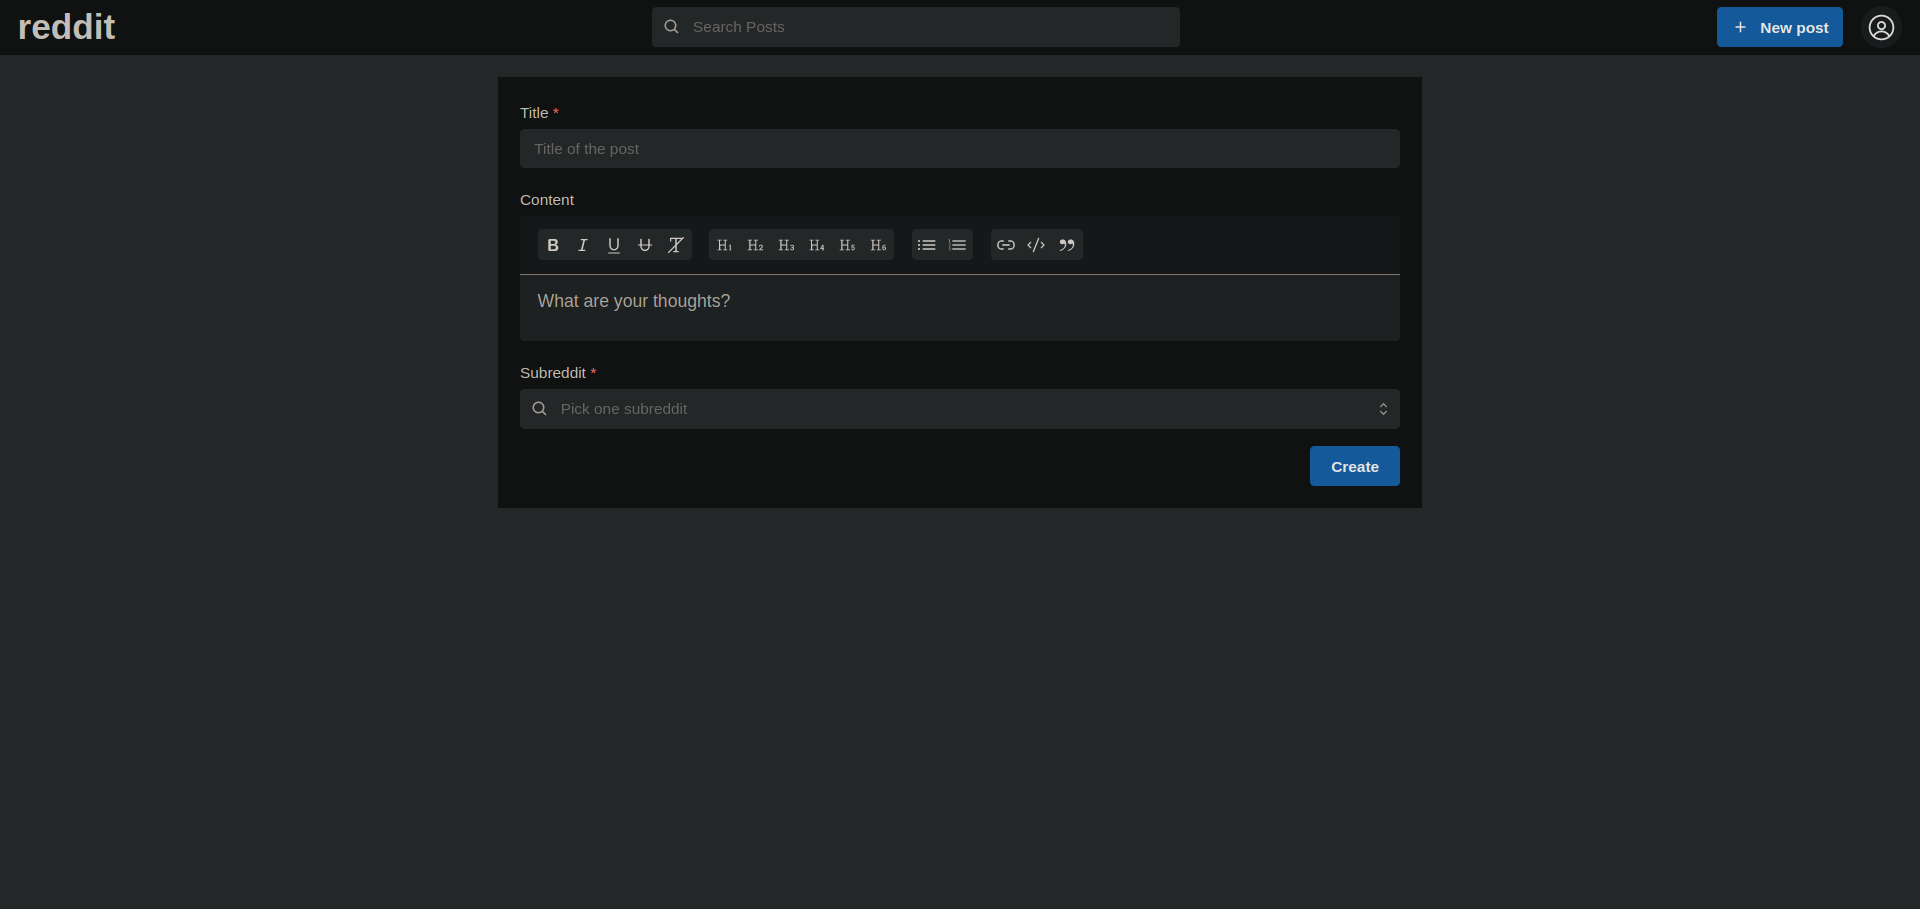 reddit
Search Posts
New post
Title *
Title of the post
Content
B I U U T H1 H2 H3 H4 H5 H6
What are your thoughts?
Subreddit *
Pick one subreddit
Create